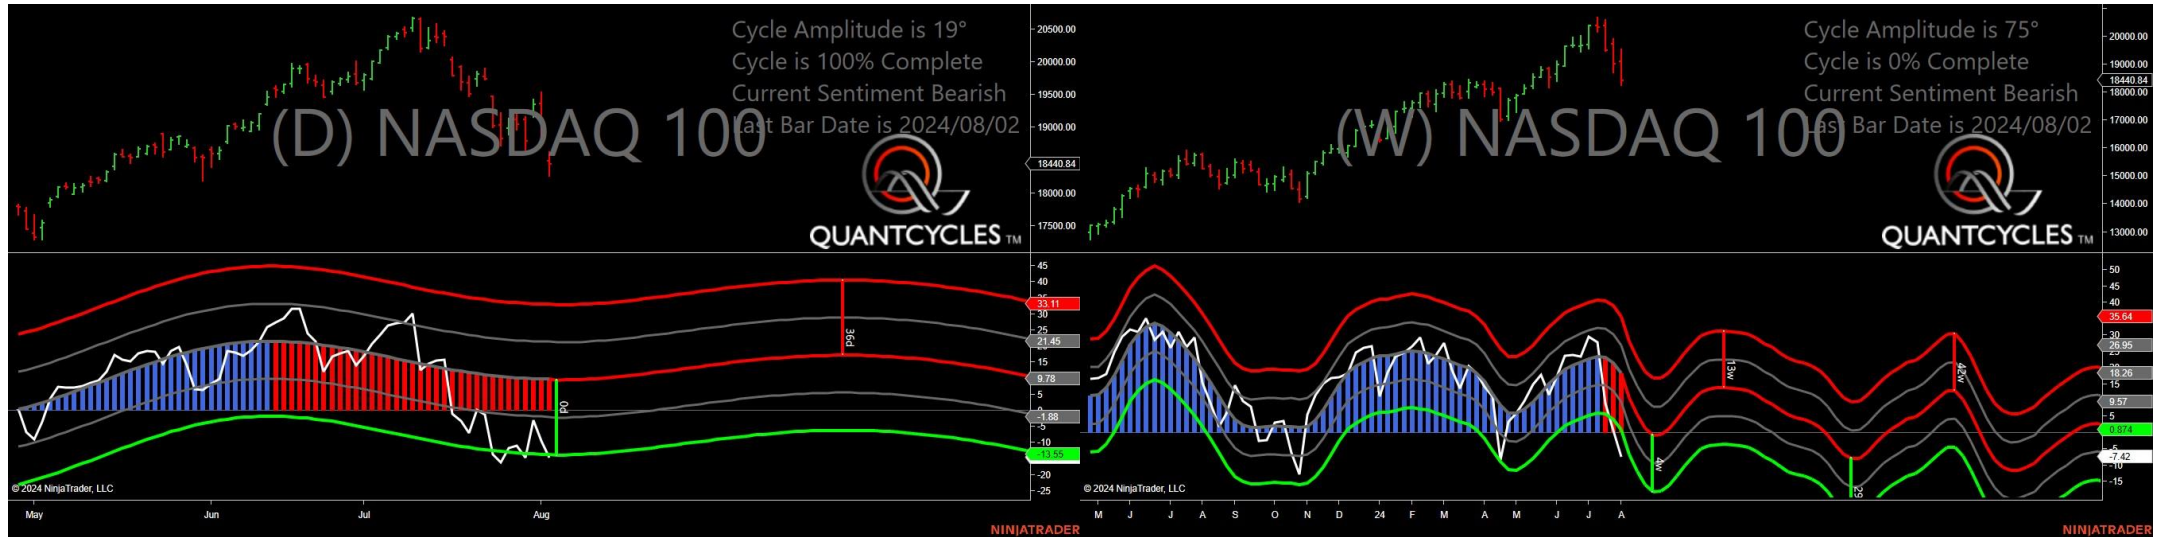 Cycle Amplitude is 19°
Cycle is 100% Complete
Current Sentiment Bearish
Last Bar Date is 2024/08/02
(D) NASDAQ 100
QUANTCYCLES TM
20500.00
20000.00
19500.00
19000.00
18440.84
18000.00
17500.00
45
40
33.11
30
25
21.45
15
9.78
5
-1.88
-5
-10
-13.55
-20
-25
36d
0d
© 2024 NinjaTrader, LLC
May
Jun
Jul
Aug
NINJATRADER
Cycle Amplitude is 75°
Cycle is 0% Complete
Current Sentiment Bearish
Last Bar Date is 2024/08/02
(W) NASDAQ 100
QUANTCYCLES TM
20000.00
19000.00
18440.84
18000.00
17000.00
16000.00
15000.00
14000.00
13000.00
50
45
40
35.64
30
26.95
18.26
15
9.57
5
0.874
-7.42
-10
-15
13w
4w
© 2024 NinjaTrader, LLC
M J J A S O N D 24 F M A M J J A
NINJATRADER